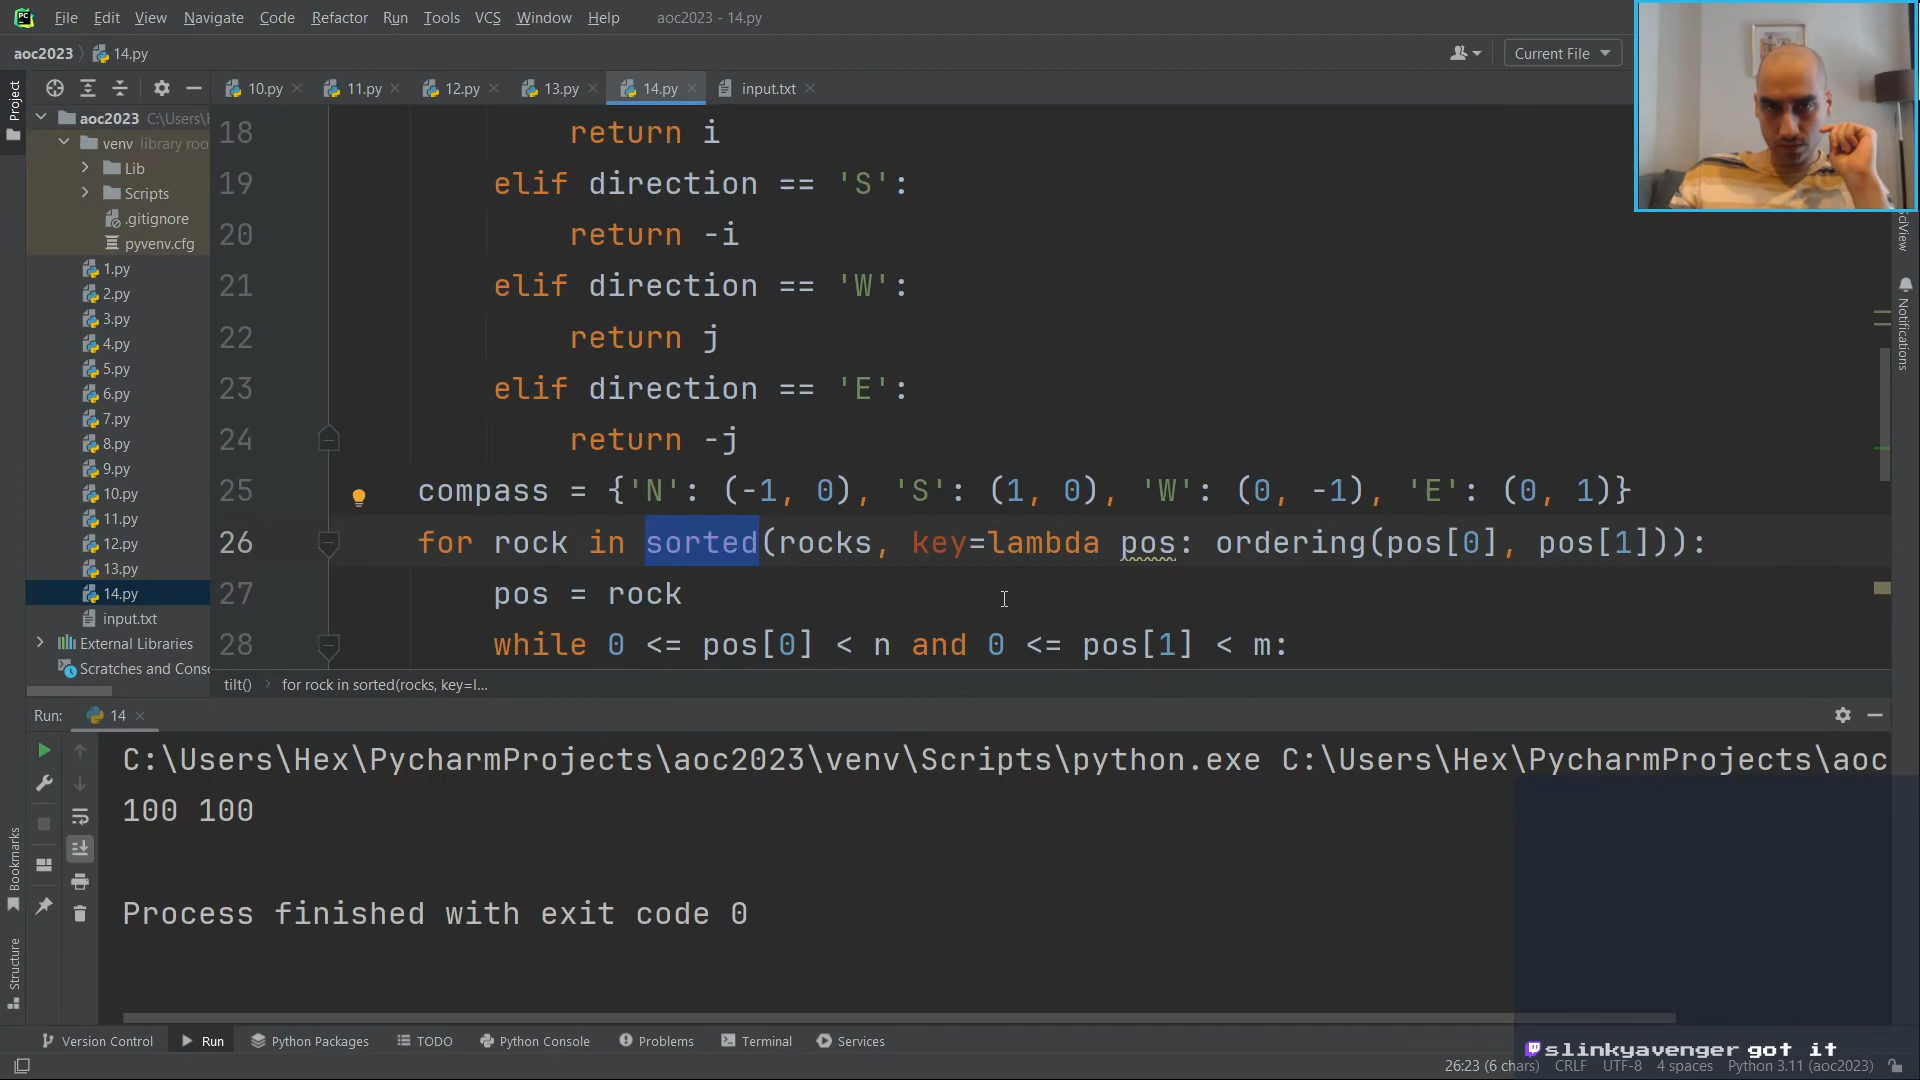 File Edit View Navigate Code Refactor Run Tools VCS Window Help aoc2023 - 14.py
aoc2023 14.py
Current File
Project
10.py 11.py 12.py 13.py 14.py input.txt
aoc2023 C:\Users\
venv library roo
Lib
Scripts
.gitignore
pyvenv.cfg
1.py
2.py
3.py
4.py
5.py
6.py
7.py
8.py
9.py
10.py
11.py
12.py
13.py
14.py
input.txt
External Libraries
Scratches and Conso
18 return i
19 elif direction == 'S':
20 return -i
21 elif direction == 'W':
22 return j
23 elif direction == 'E':
24 return -j
25 compass = {'N': (-1, 0), 'S': (1, 0), 'W': (0, -1), 'E': (0, 1)}
26 for rock in sorted(rocks, key=lambda pos: ordering(pos[0], pos[1])):
27 pos = rock
28 while 0 <= pos[0] < n and 0 <= pos[1] < m:
tilt() for rock in sorted(rocks, key=l...
SciView
Notifications
Run: 14
C:\Users\Hex\PycharmProjects\aoc2023\venv\Scripts\python.exe C:\Users\Hex\PycharmProjects\aoc
100 100
Process finished with exit code 0
Bookmarks
Structure
Version Control Run Python Packages TODO Python Console Problems Terminal Services
slinkyavenger got it
26:23 (6 chars) CRLF UTF-8 4 spaces Python 3.11 (aoc2023)